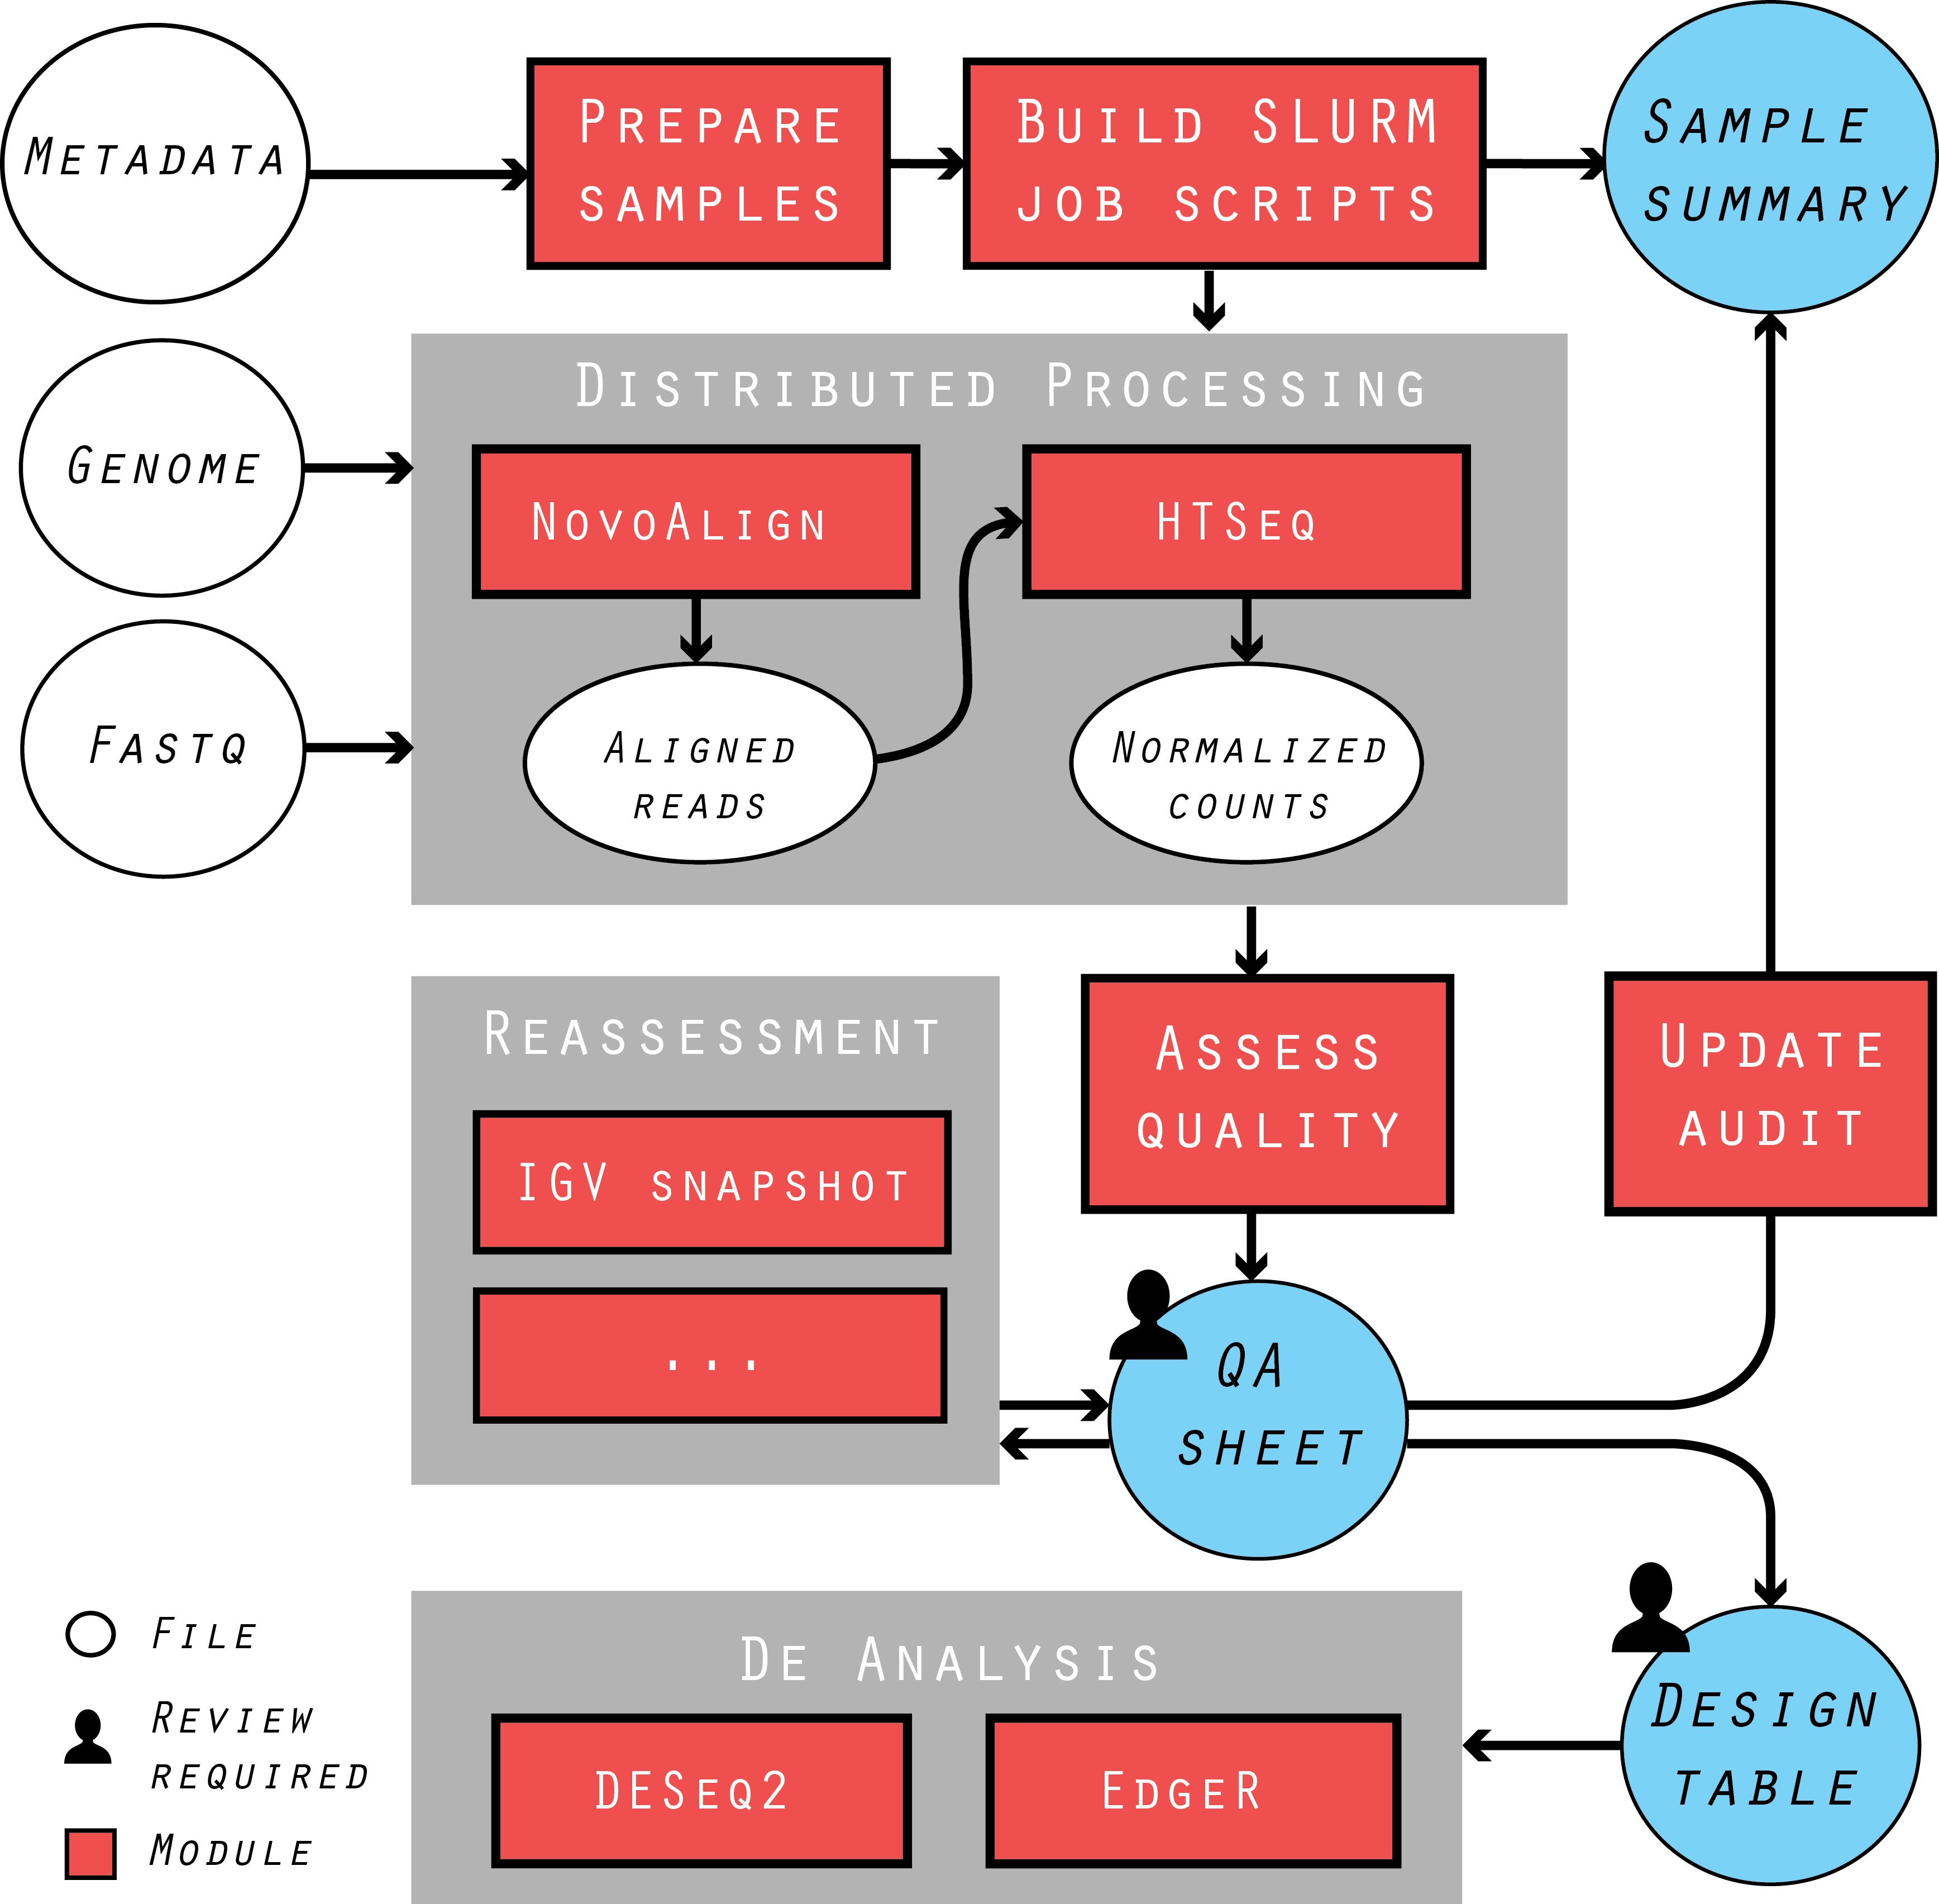 Metadata
Prepare
samples
Build SLURM
job scripts
Sample
summary
Genome
Fastq
Distributed Processing
NovoAlign
HTSeq
Aligned
reads
Normalized
counts
Reassessment
IGV snapshot
...
Assess
quality
Update
audit
QA
sheet
De Analysis
DESeq2
EdgeR
Design
table
File
Review
required
Module